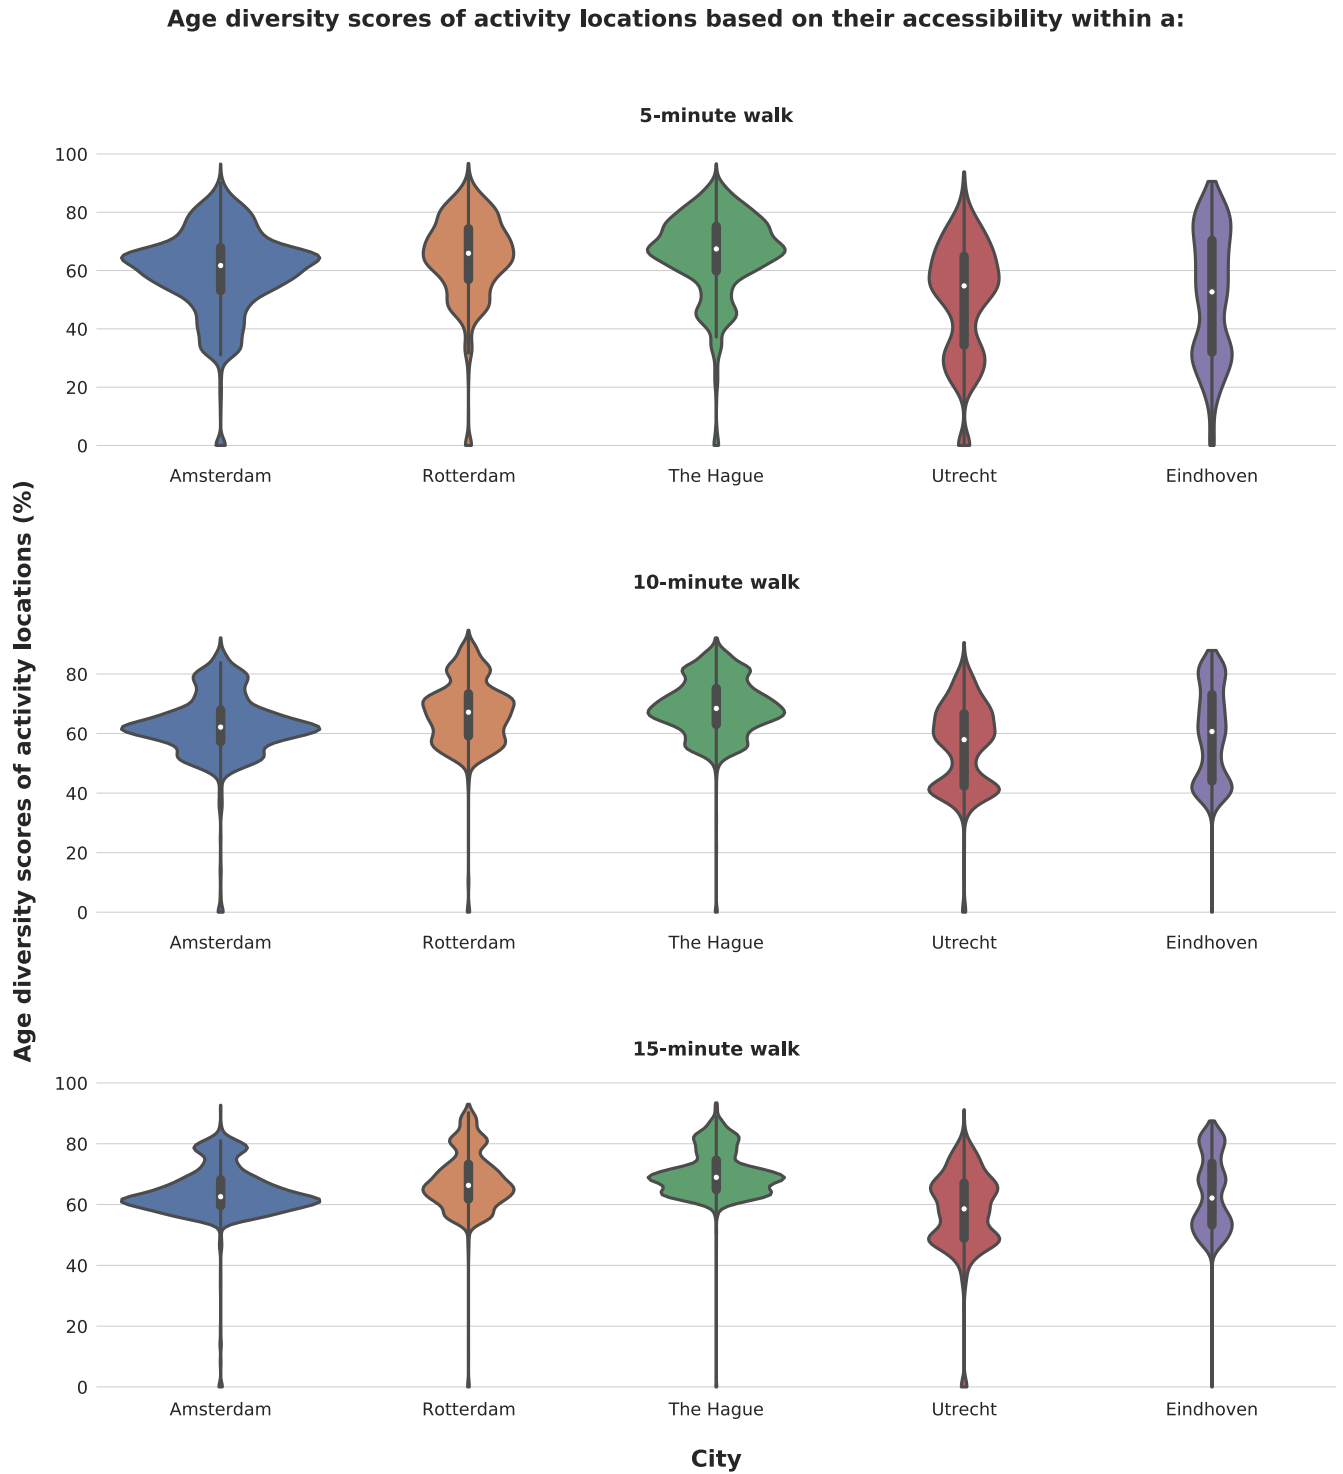 Age diversity scores of activity locations based on their accessibility within a:
Age diversity scores of activity locations (%)
5-minute walk
100
80
60
40
20
0
Amsterdam Rotterdam The Hague Utrecht Eindhoven
10-minute walk
80
60
40
20
0
Amsterdam Rotterdam The Hague Utrecht Eindhoven
15-minute walk
100
80
60
40
20
0
Amsterdam Rotterdam The Hague Utrecht Eindhoven
City